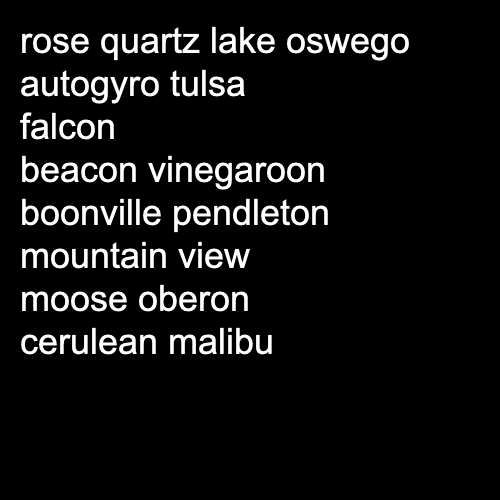 rose quartz lake oswego
autogyro tulsa
falcon
beacon vinegaroon
boonville pendleton
mountain view
moose oberon
cerulean malibu